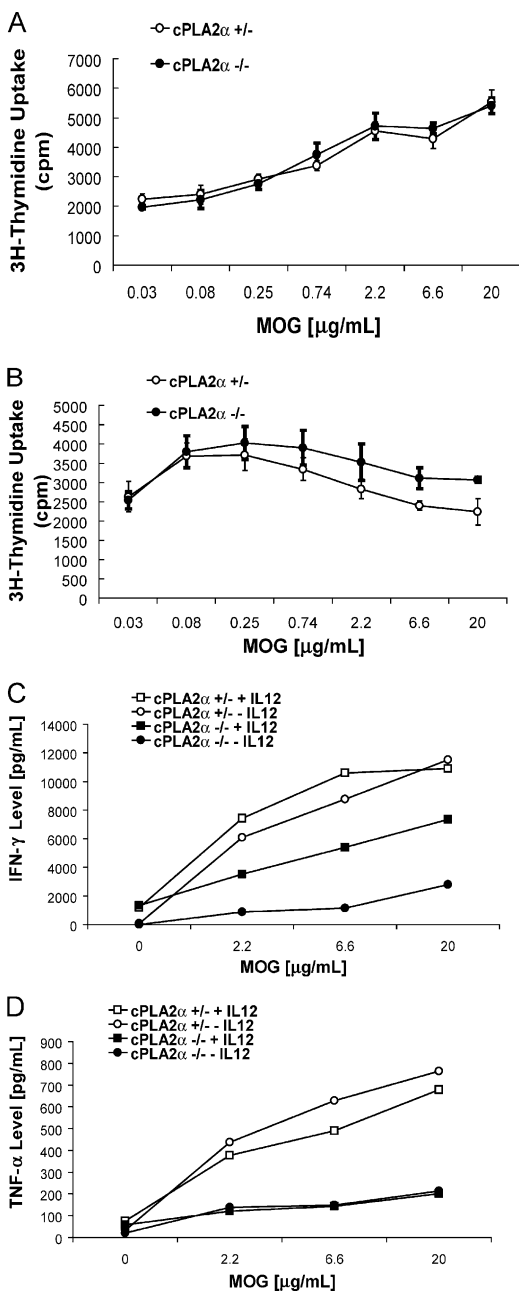 A
cPLA2α +/-
cPLA2α -/-
3H-Thymidine Uptake
(cpm)
7000
6000
5000
4000
3000
2000
1000
0
0.03 0.08 0.25 0.74 2.2 6.6 20
MOG [µg/mL]
B
cPLA2α +/-
cPLA2α -/-
3H-Thymidine Uptake
(cpm)
5000
4500
4000
3500
3000
2500
2000
1500
1000
500
0
0.03 0.08 0.25 0.74 2.2 6.6 20
MOG [µg/mL]
C
cPLA2α +/- + IL12
cPLA2α +/- - IL12
cPLA2α -/- + IL12
cPLA2α -/- - IL12
IFN-γ Level [pg/mL]
14000
12000
10000
8000
6000
4000
2000
0
0 2.2 6.6 20
MOG [µg/mL]
D
cPLA2α +/- + IL12
cPLA2α +/- - IL12
cPLA2α -/- + IL12
cPLA2α -/- - IL12
TNF-α Level [pg/mL]
900
800
700
600
500
400
300
200
100
0
0 2.2 6.6 20
MOG [µg/mL]